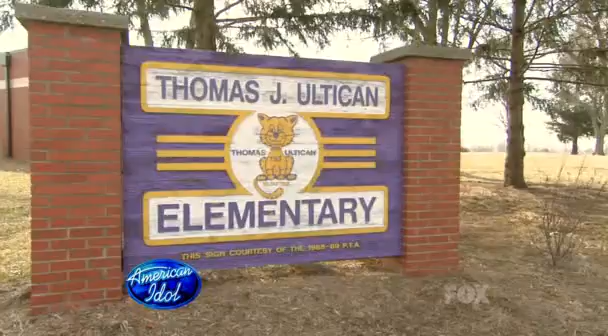 THOMAS J. ULTICAN
THOMAS ULTICAN
ELEMENTARY
THIS SIGN COURTESY OF THE 1988-89 P.T.A.
AMERICAN
IDOL
FOX